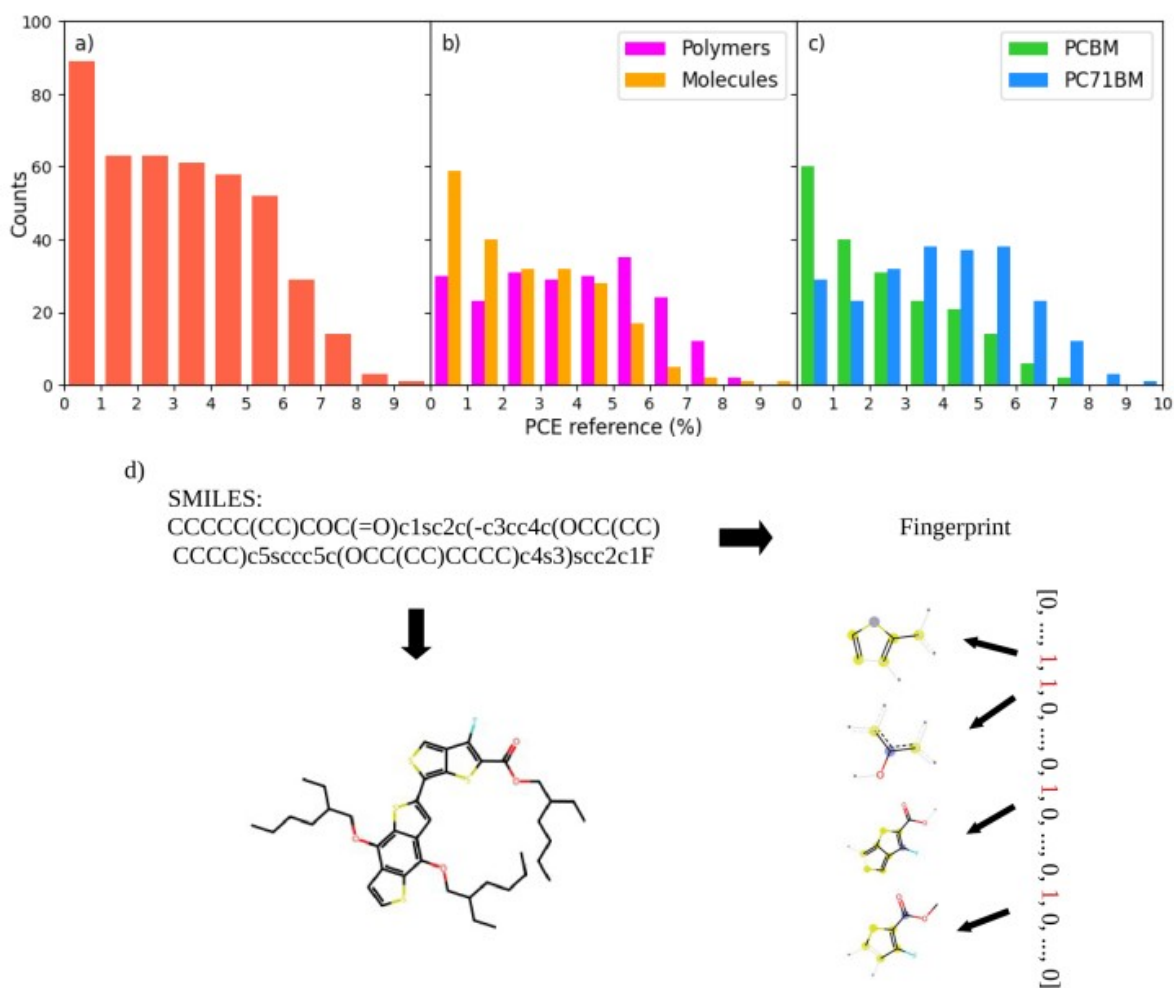 a)
b)
c)
Polymers
Molecules
PCBM
PC71BM
100
80
60
40
20
0
Counts
0 1 2 3 4 5 6 7 8 9 0 1 2 3 4 5 6 7 8 9 0 1 2 3 4 5 6 7 8 9 10
PCE reference (%)
d)
SMILES:
CCCCC(CC)COC(=O)c1sc2c(-c3cc4c(OCC(CC)
CCCC)c5sccc5c(OCC(CC)CCCC)c4s3)scc2c1F
Fingerprint
[0, ..., 1, 1, 0, ..., 0, 1, 0, ..., 0, 1, 0, ..., 0]